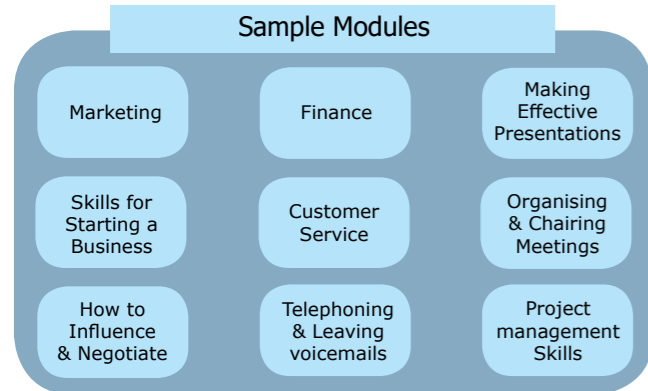 Sample Modules
Marketing
Finance
Making
Effective
Presentations
Skills for
Starting a
Business
Customer
Service
Organising
& Chairing
Meetings
How to
Influence
& Negotiate
Telephoning
& Leaving
voicemails
Project
management
Skills